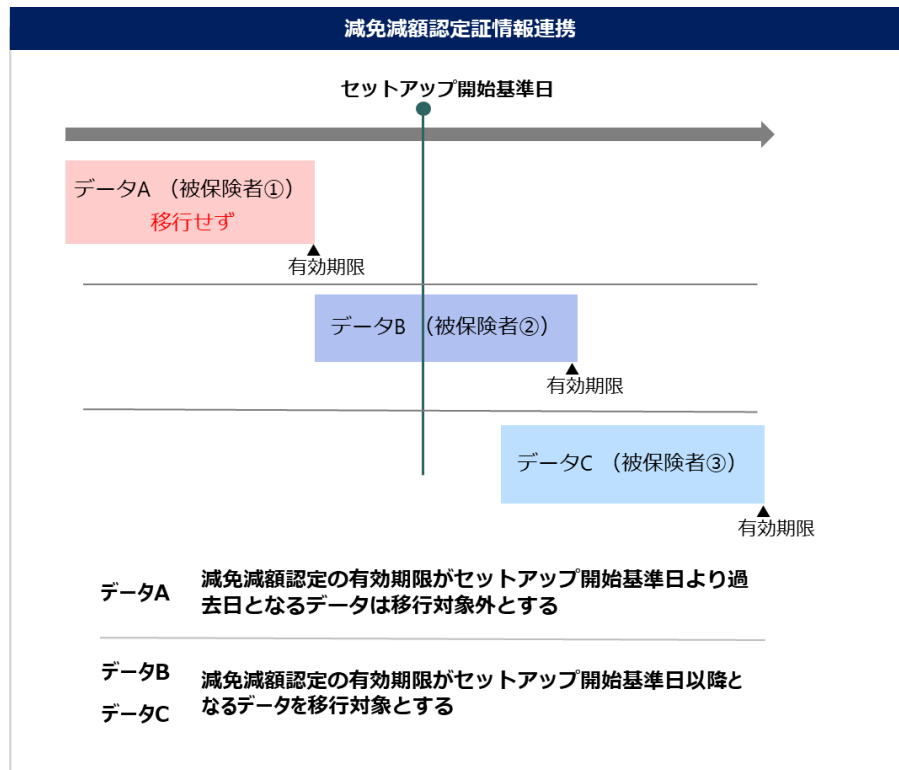 減免減額認定証情報連携
セットアップ開始基準日
データA （被保険者①）
移行せず
▲
有効期限
データB （被保険者②）
▲
有効期限
データC （被保険者③）
▲
有効期限
データA
減免減額認定の有効期限がセットアップ開始基準日より過
去日となるデータは移行対象外とする
データB
データC
減免減額認定の有効期限がセットアップ開始基準日以降と
なるデータを移行対象とする